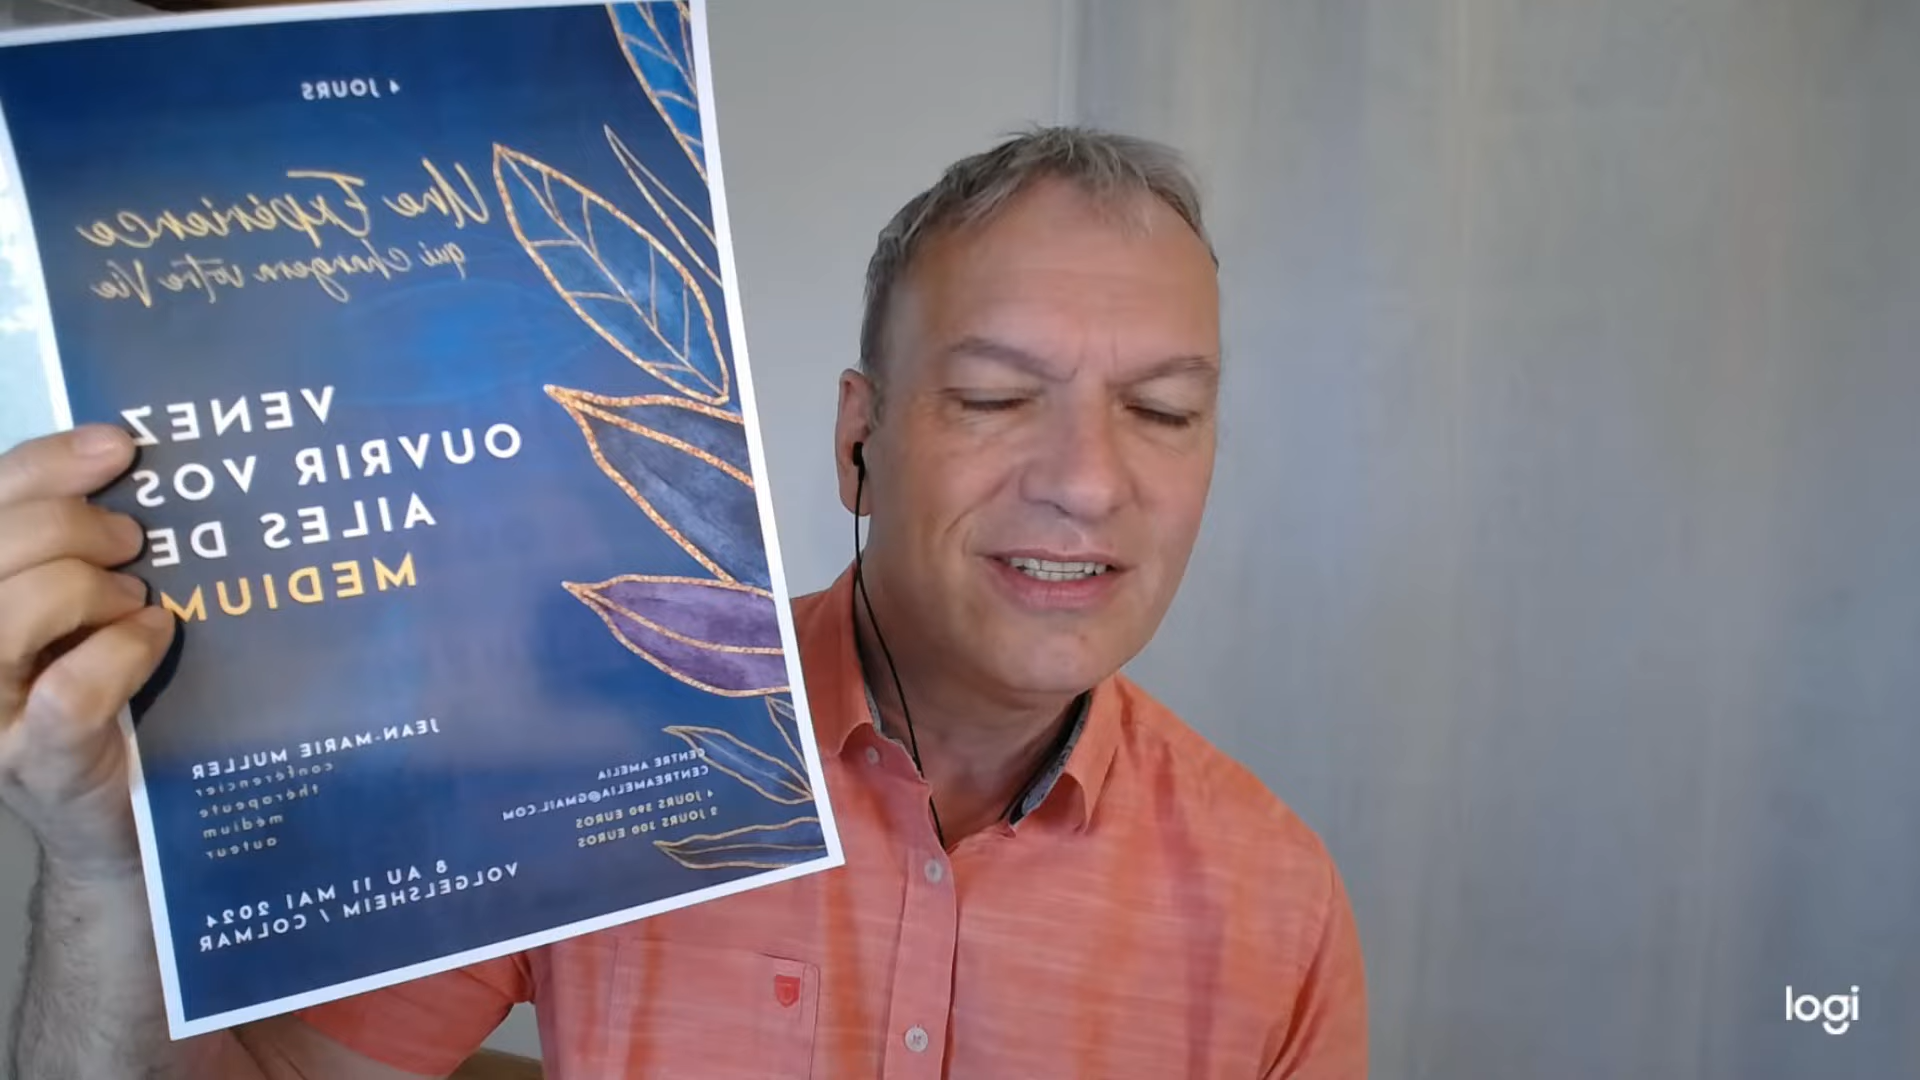 4 JOURS
Une Expérience
qui changera votre Vie
VENEZ
OUVRIR VOS
AILES DE
MEDIUM
JEAN-MARIE MULLER
conférencier
thérapeute
médium
auteur
CENTRE AMELIA
CENTREAMELIA@GMAIL.COM
4 JOURS 590 EUROS
2 JOURS 300 EUROS
8 AU 11 MAI 2024
VOLGELSHEIM / COLMAR
logi